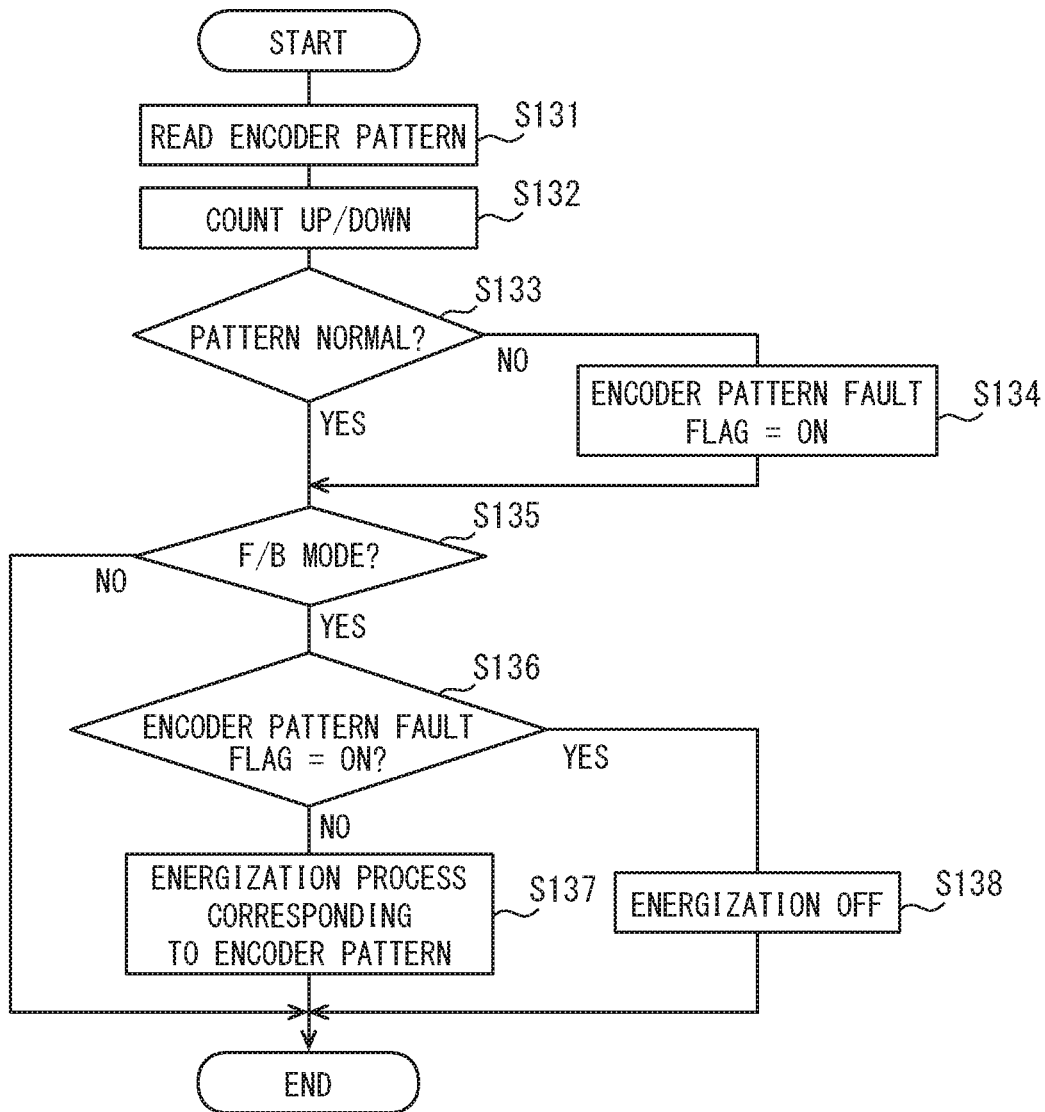 START
READ ENCODER PATTERN
S131
COUNT UP/DOWN
S132
PATTERN NORMAL?
S133
NO
YES
ENCODER PATTERN FAULT
FLAG = ON
S134
F/B MODE?
S135
NO
YES
ENCODER PATTERN FAULT
FLAG = ON?
S136
YES
NO
ENERGIZATION PROCESS
CORRESPONDING
TO ENCODER PATTERN
S137
ENERGIZATION OFF
S138
END